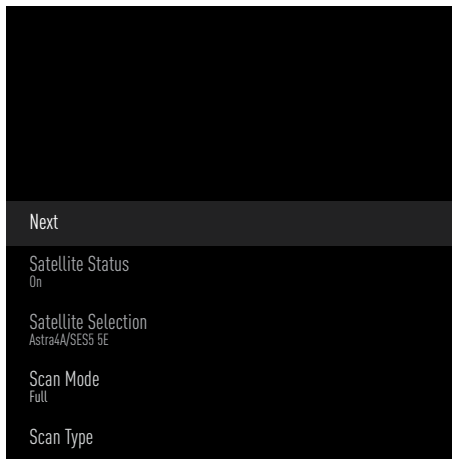 Next
Satellite Status
On
Satellite Selection
Astra4A/SES5 5E
Scan Mode
Full
Scan Type